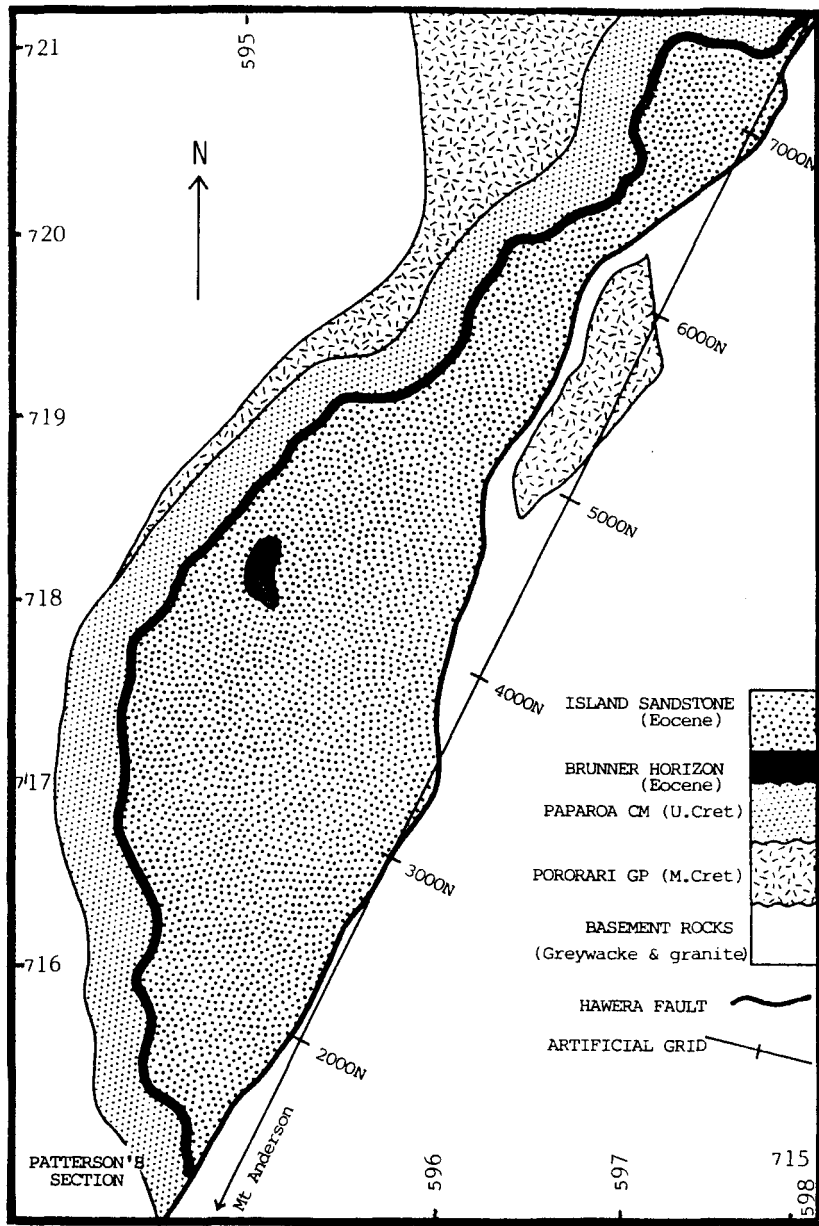 721
595
N
7000N
720
6000N
719
5000N
718
4000N
ISLAND SANDSTONE
(Eocene)
717
BRUNNER HORIZON
(Eocene)
PAPAROA CM (U.Cret)
3000N
PORORARI GP (M.Cret)
BASEMENT ROCKS
(Greywacke & granite)
716
HAWERA FAULT
2000N
ARTIFICIAL GRID
Mt Anderson
PATTERSON'S
SECTION
596
597
715
598